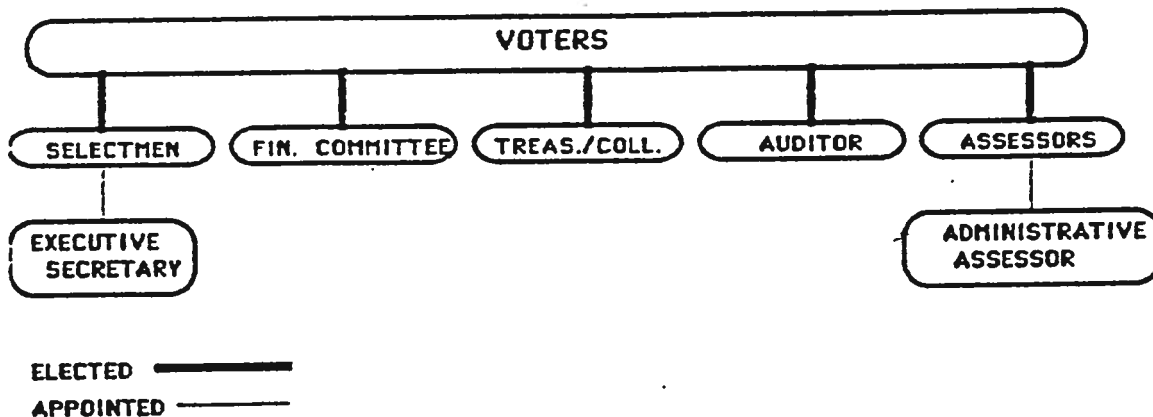 VOTERS
SELECTMEN
FIN. COMMITTEE
TREAS./COLL.
AUDITOR
ASSESSORS
EXECUTIVE
SECRETARY
ADMINISTRATIVE
ASSESSOR
ELECTED
APPOINTED